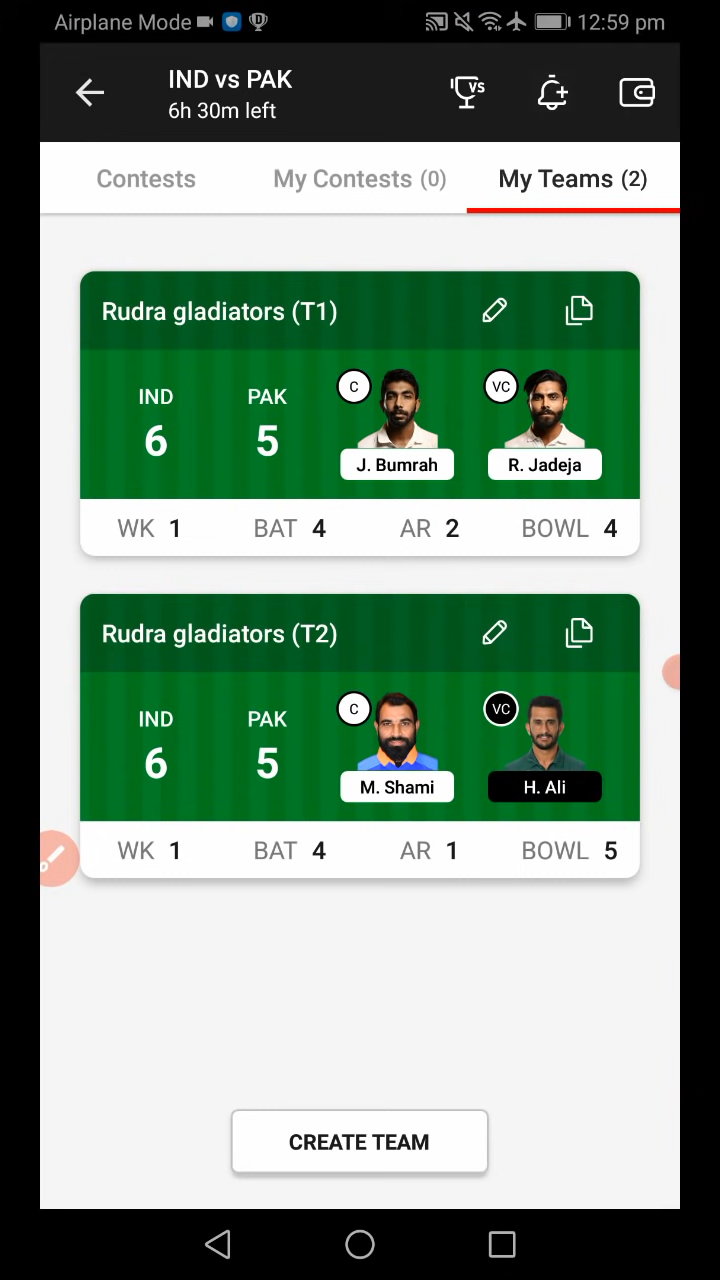 Airplane Mode 12:59 pm
IND vs PAK
6h 30m left
VS
Contests My Contests (0) My Teams (2)
Rudra gladiators (T1)
IND PAK C VC
6 5
J. Bumrah R. Jadeja
WK 1 BAT 4 AR 2 BOWL 4
Rudra gladiators (T2)
IND PAK C VC
6 5
M. Shami H. Ali
WK 1 BAT 4 AR 1 BOWL 5
CREATE TEAM